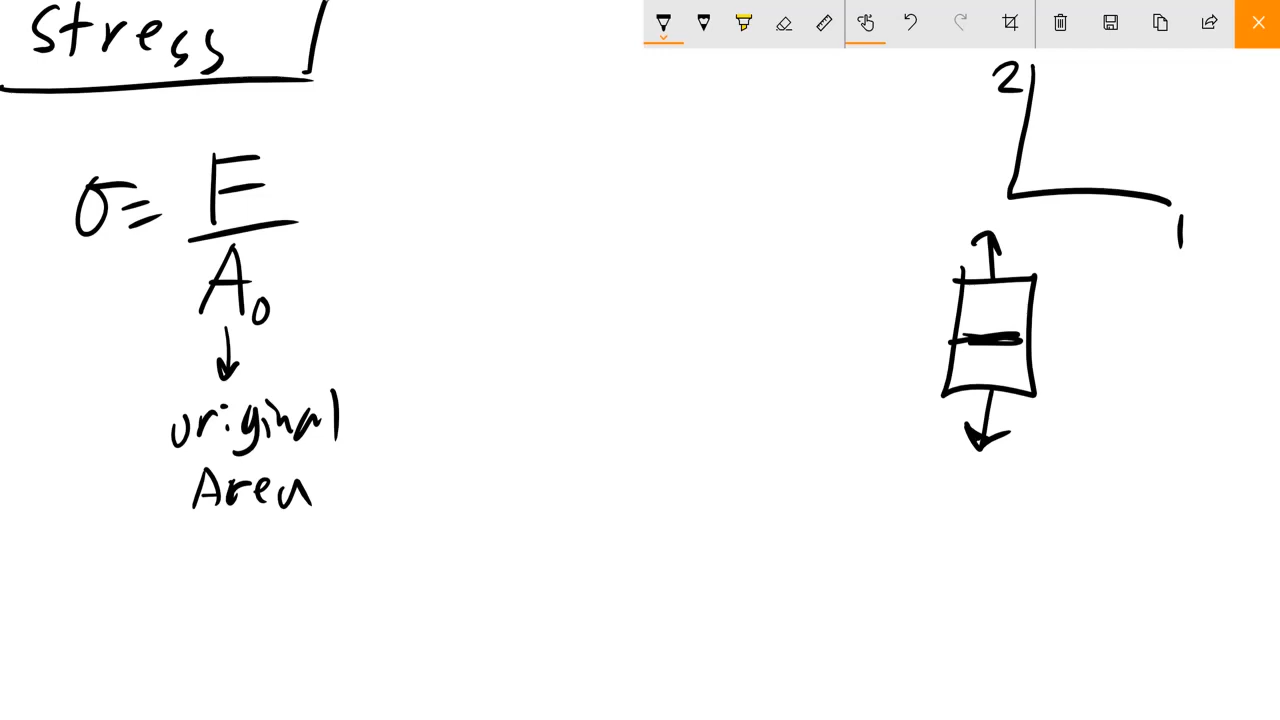 Stress
σ = F
A₀
↓
original
Area
2
1